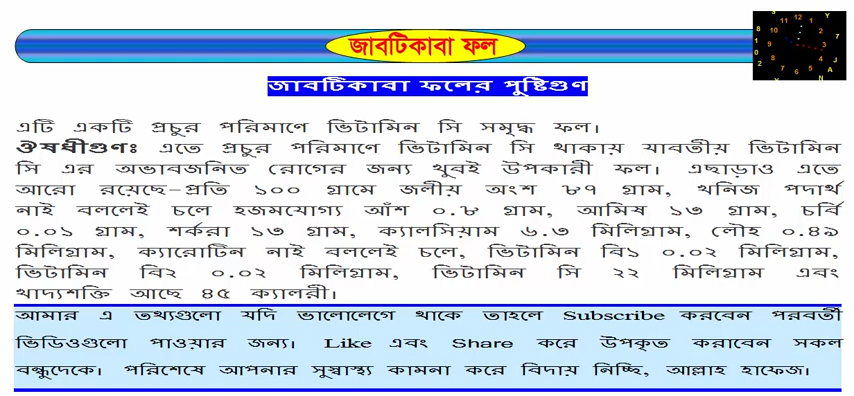 জাবটিকাবা ফল
জাবটিকাবা ফলের পুষ্টিগুণ
এটি একটি প্রচুর পরিমাণে ভিটামিন সি সমৃদ্ধ ফল।
ঔষধীগুণঃ এতে প্রচুর পরিমাণে ভিটামিন সি থাকায় যাবতীয় ভিটামিন
সি এর অভাবজনিত রোগের জন্য খুবই উপকারী ফল। এছাড়াও এতে
আরো রয়েছে-প্রতি ১০০ গ্রামে জলীয় অংশ ৮৭ গ্রাম, খনিজ পদার্থ
নাই বললেই চলে হজমযোগ্য আঁশ ০.৮ গ্রাম, আমিষ ১৩ গ্রাম, চর্বি
০.০১ গ্রাম, শর্করা ১৩ গ্রাম, ক্যালসিয়াম ৬.৩ মিলিগ্রাম, লৌহ ০.৪৯
মিলিগ্রাম, ক্যারোটিন নাই বললেই চলে, ভিটামিন বি১ ০.০২ মিলিগ্রাম,
ভিটামিন বি২ ০.০২ মিলিগ্রাম, ভিটামিন সি ২২ মিলিগ্রাম এবং
খাদ্যশক্তি আছে ৪৫ ক্যালরী।
আমার এ তথ্যগুলো যদি ভালোলেগে থাকে তাহলে Subscribe করবেন পরবর্তী
ভিডিওগুলো পাওয়ার জন্য। Like এবং Share করে উপকৃত করাবেন সকল
বন্ধুদেকে। পরিশেষে আপনার সুস্বাস্থ্য কামনা করে বিদায় নিচ্ছি, আল্লাহ হাফেজ।